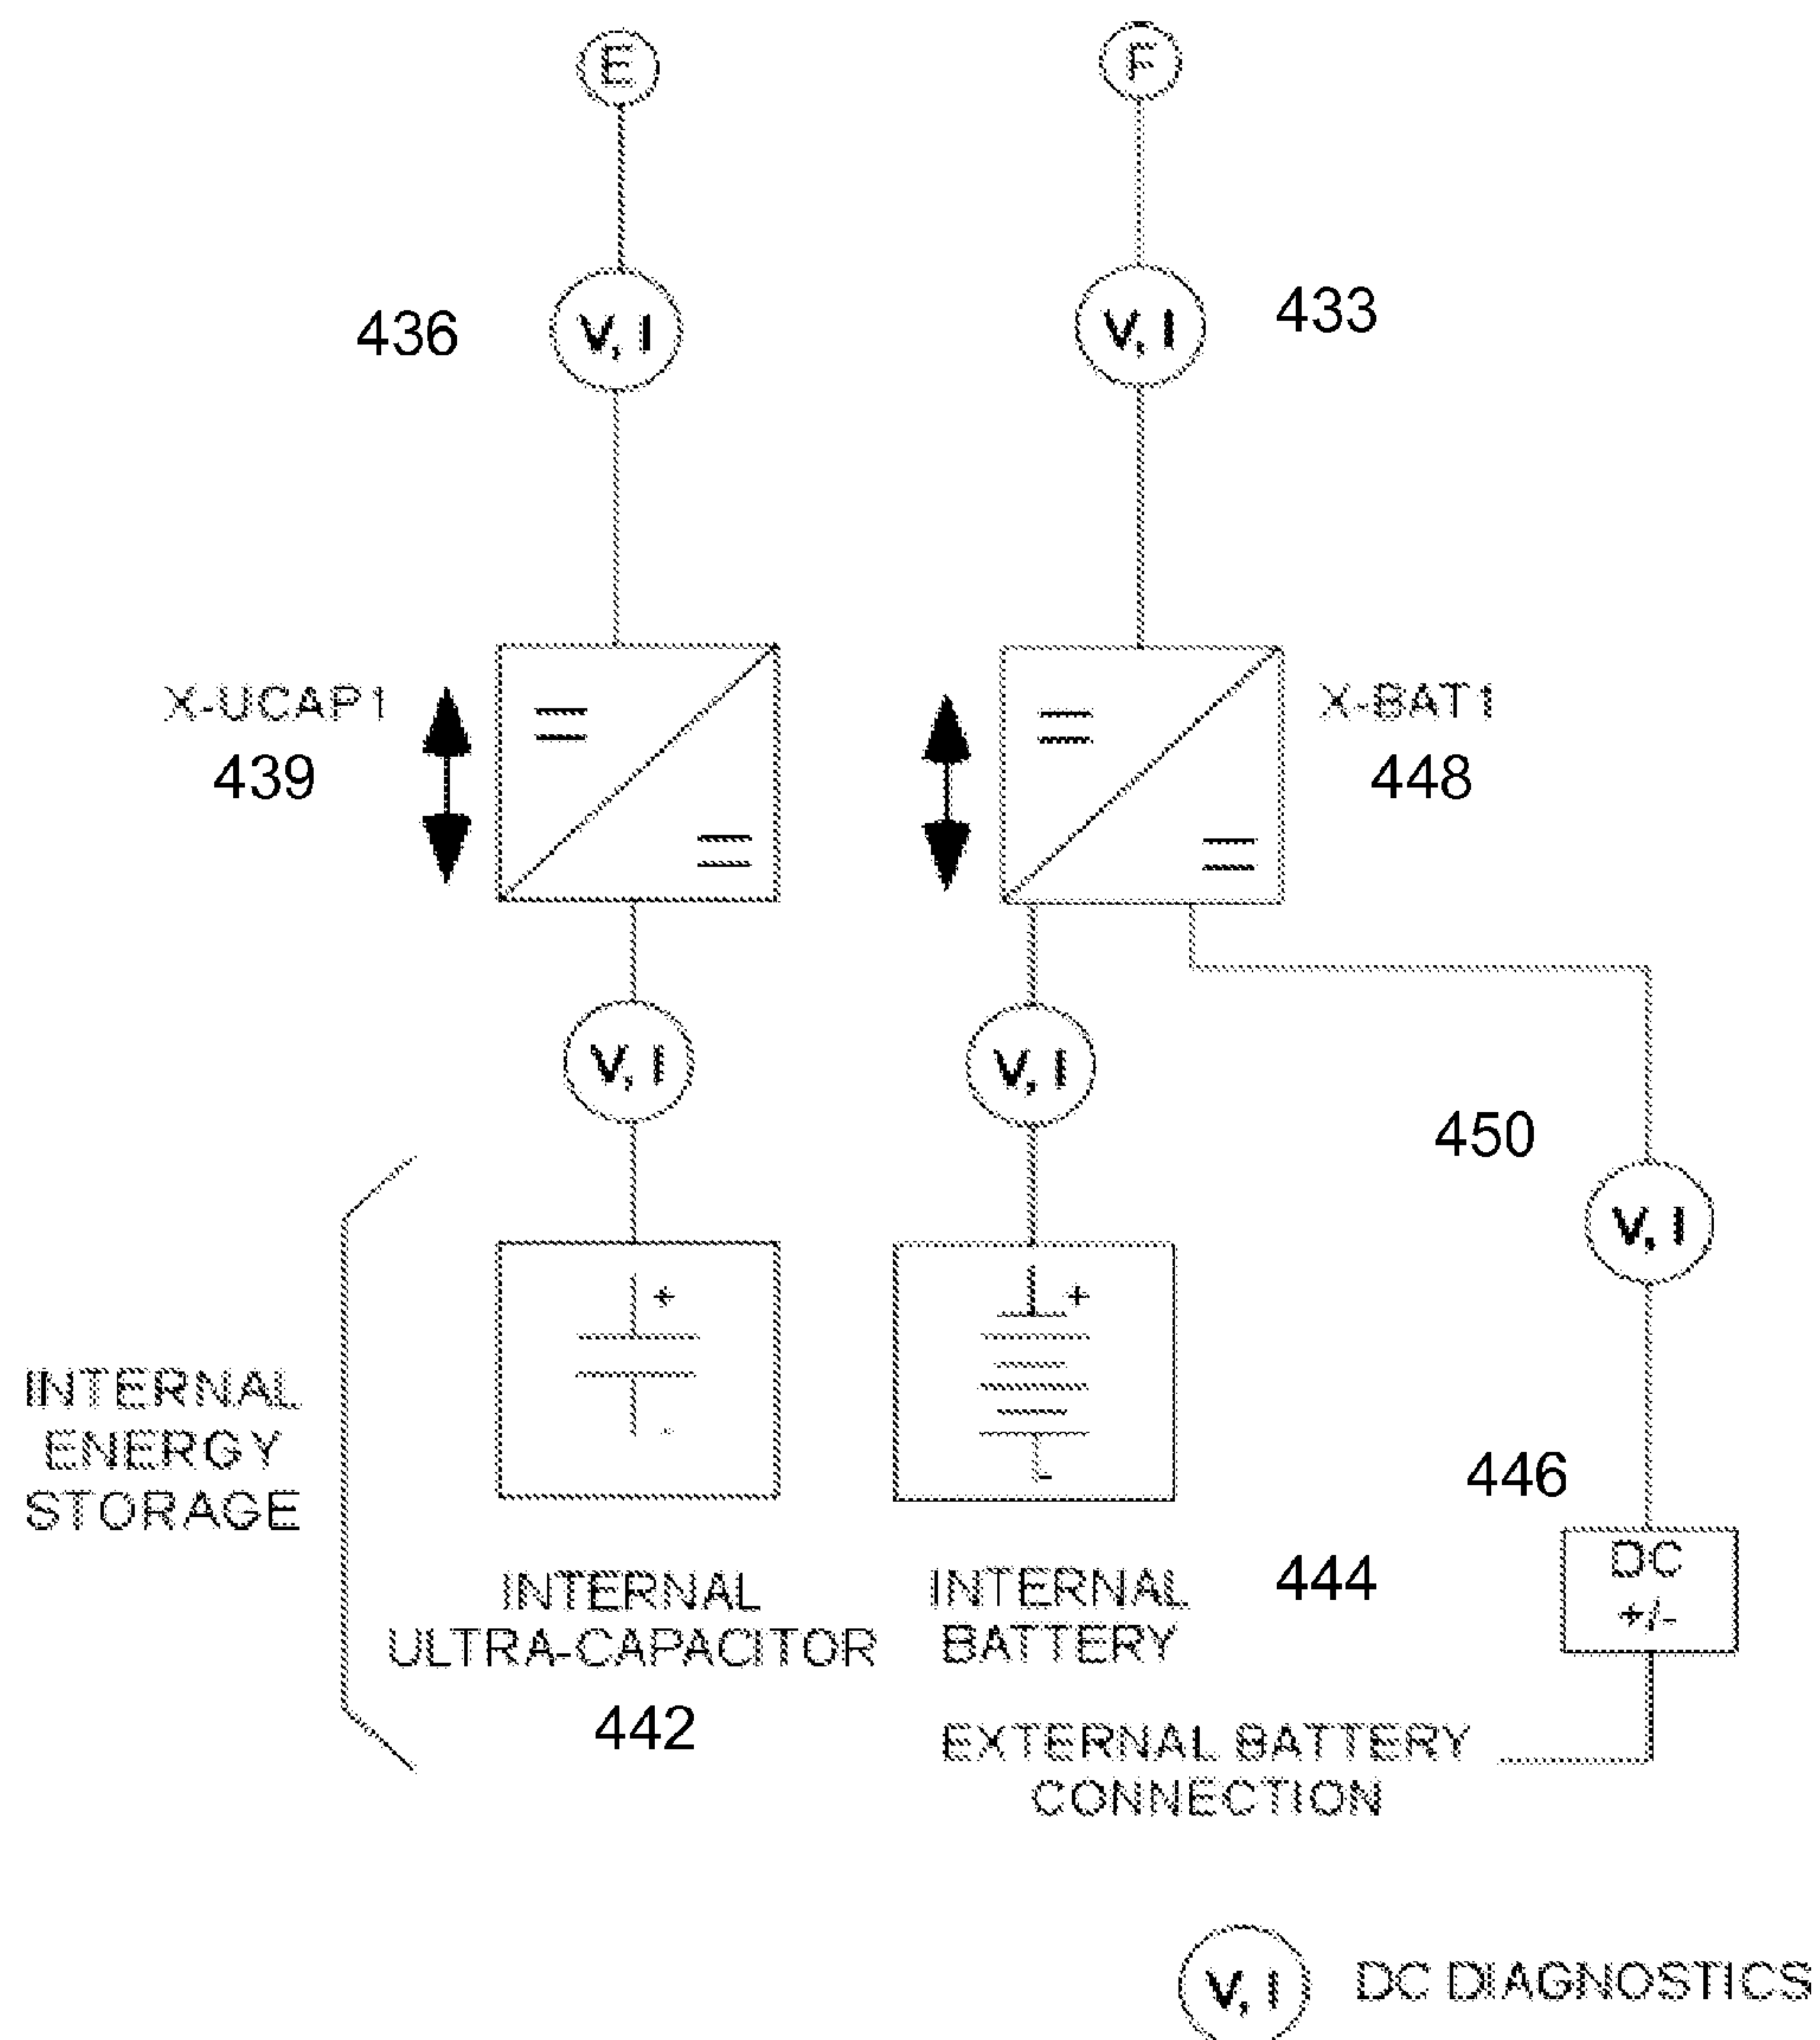 E
F
436
V, I
V, I
433
X-UCAP1
439
X-BAT1
448
V, I
V, I
450
V, I
INTERNAL
ENERGY
STORAGE
+
-
+
-
446
DC
+/-
INTERNAL
ULTRA-CAPACITOR
442
INTERNAL
BATTERY
444
EXTERNAL BATTERY
CONNECTION
V, I
DC DIAGNOSTICS